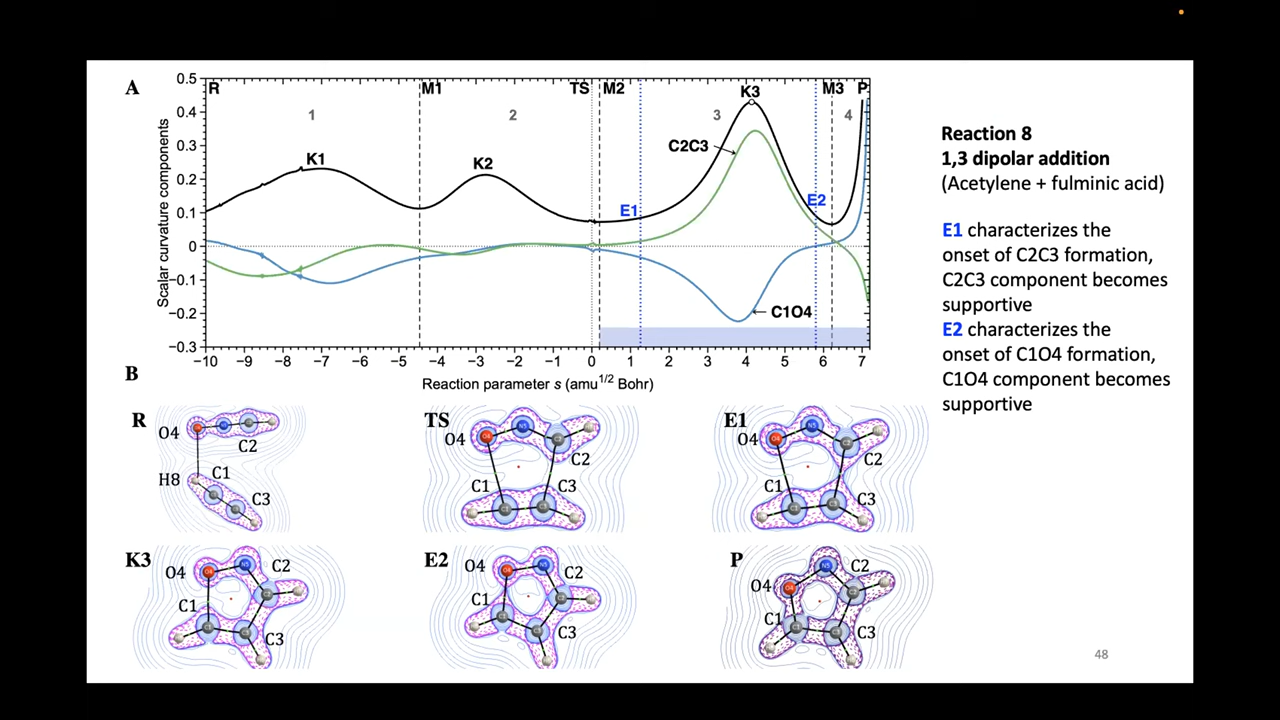 A
Scalar curvature components
0.5
0.4
0.3
0.2
0.1
0
−0.1
−0.2
−0.3
R
M1
TS
M2
M3
P
1
2
3
4
K1
K2
K3
C2C3
E1
E2
C1O4
−10 −9 −8 −7 −6 −5 −4 −3 −2 −1 0 1 2 3 4 5 6 7
Reaction parameter s (amu1/2 Bohr)
Reaction 8
1,3 dipolar addition
(Acetylene + fulminic acid)
E1 characterizes the
onset of C2C3 formation,
C2C3 component becomes
supportive
E2 characterizes the
onset of C1O4 formation,
C1O4 component becomes
supportive
B
R
O4
C2
H8
C1
C3
TS
O4
C2
C1
C3
E1
O4
C2
C1
C3
K3
O4
C2
C1
C3
E2
O4
C2
C1
C3
P
O4
C2
C1
C3
48